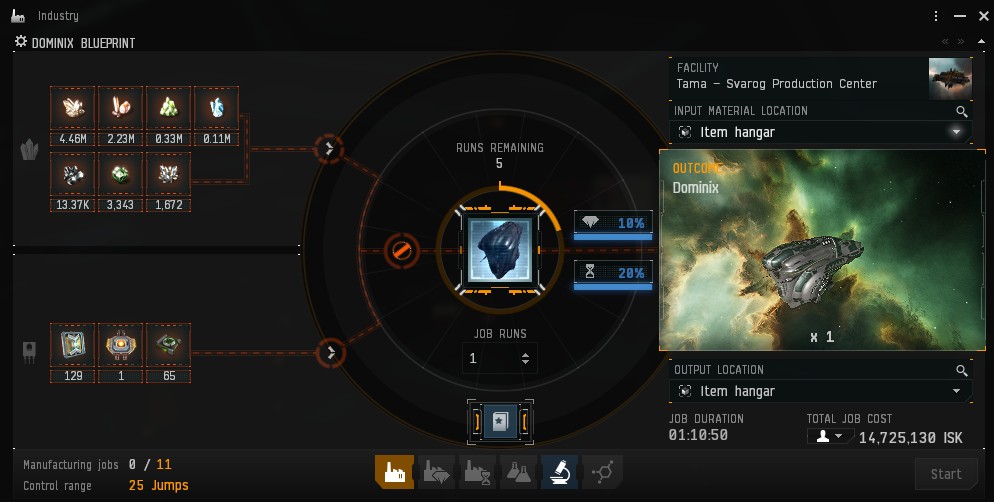 Industry
DOMINIX BLUEPRINT
4.46M 2.23M 0.33M 0.11M
13.37K 3,343 1,672
129 1 65
RUNS REMAINING
5
10%
20%
JOB RUNS
1
FACILITY
Tama - Svarog Production Center
INPUT MATERIAL LOCATION
Item hangar
OUTCOME
Dominix
x 1
OUTPUT LOCATION
Item hangar
JOB DURATION
01:10:50
TOTAL JOB COST
14,725,130 ISK
Manufacturing jobs 0 / 11
Control range 25 Jumps
Start